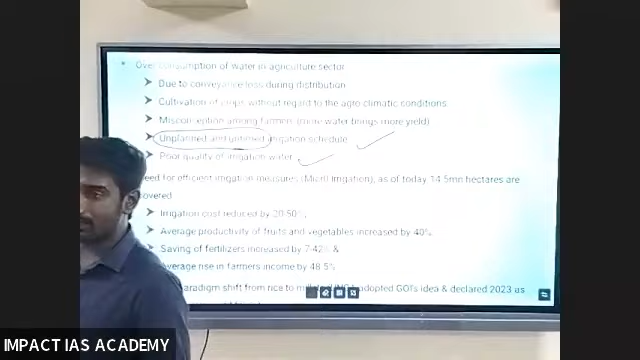 Over consumption of water in agriculture sector
Due to conveyance loss during distribution
Cultivation of crops without regard to the agro climatic conditions
Misconception among farmers (more water brings more yield)
Unplanned and untimed irrigation schedule
Poor quality of irrigation water
eed for efficient irrigation measures (Micro Irrigation), as of today 14.5mn hectares are
overed
Irrigation cost reduced by 20-50%,
Average productivity of fruits and vegetables increased by 40%
Saving of fertilizers increased by 7-42% &
Average rise in farmers income by 48.5%
aradigm shift from rice to adopted GOI's idea & declared 2023 as
IMPACT IAS ACADEMY